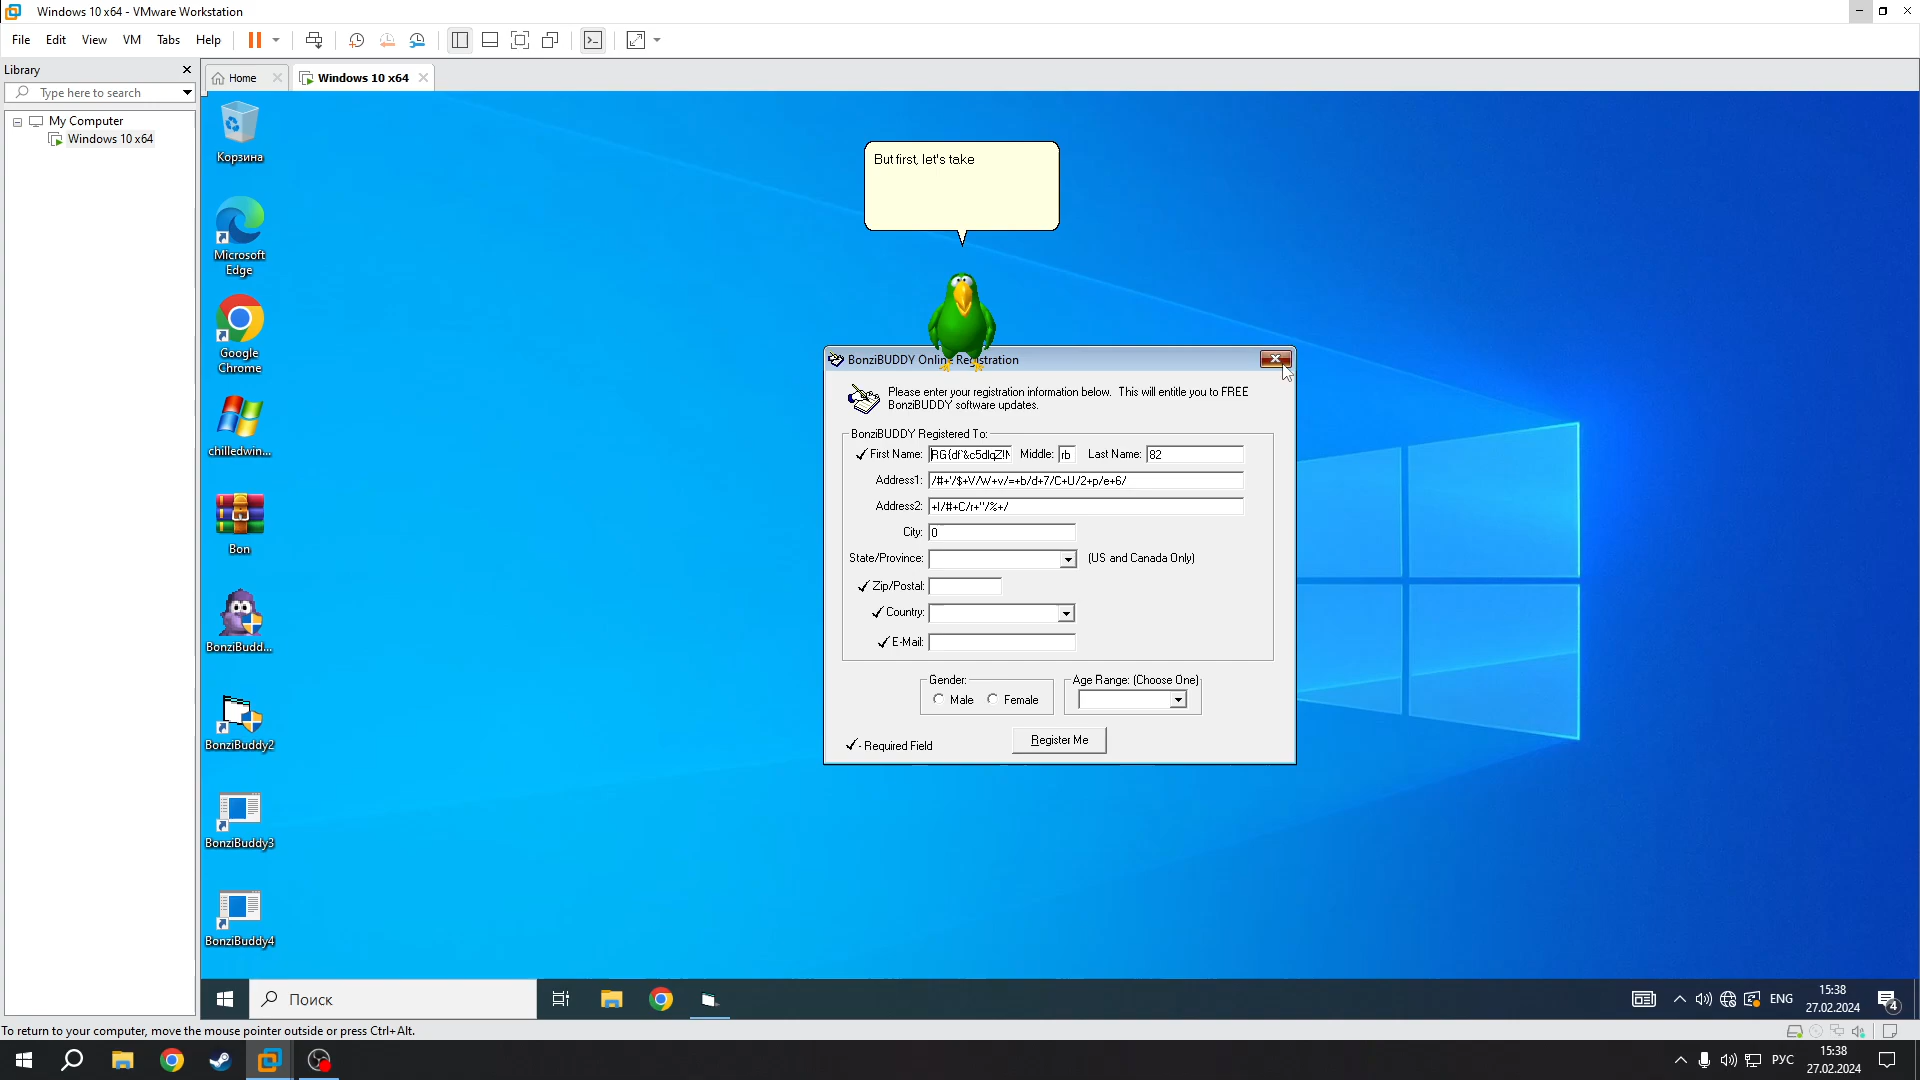 Windows 10 x64 - VMware Workstation
File Edit View VM Tabs Help
Library
Home
Windows 10 x64
Type here to search
My Computer
Windows 10 x64
Корзина
Microsoft
Edge
Google
Chrome
chilledwin...
Bon
BonziBudd...
BonziBuddy2
BonziBuddy3
BonziBuddy4
But first, let's take
BonziBUDDY Online Registration
Please enter your registration information below. This will entitle you to FREE
BonziBUDDY software updates.
BonziBUDDY Registered To:
First Name: Middle: rb Last Name: 82
Address1: /#+'/$+V/W+v/=+b/d+7/C+U/2+p/e+6/
Address2: +I/#+C/r+"/%+/
City: 0
State/Province: (US and Canada Only)
Zip/Postal:
Country:
E-Mail:
Gender: Age Range: (Choose One)
Male Female
- Required Field Register Me
Поиск
ENG
15:38
27.02.2024
4
To return to your computer, move the mouse pointer outside or press Ctrl+Alt.
РУС
15:38
27.02.2024